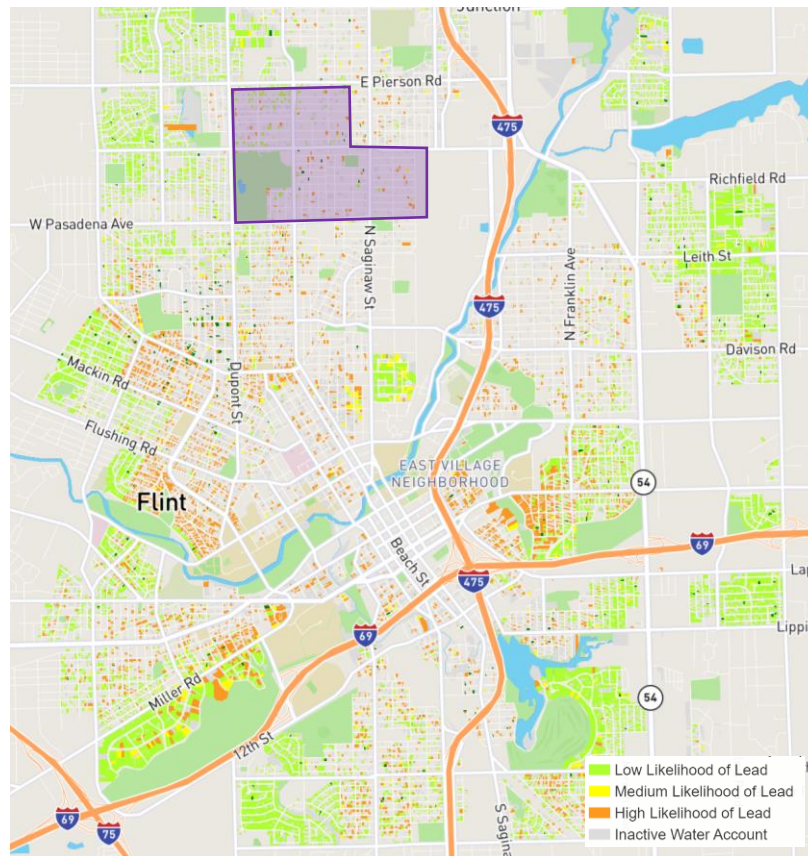 Junction
E Pierson Rd
475
Richfield Rd
W Pasadena Ave
N Saginaw St
N Franklin Ave
Leith St
475
Davison Rd
Mackin Rd
Dupont St
Flushing Rd
EAST VILLAGE
NEIGHBORHOOD
54
Flint
69
Beach St
475
Lap
69
Lippi
Miller Rd
54
12th St
S Sagina
69
75
Low Likelihood of Lead
Medium Likelihood of Lead
High Likelihood of Lead
Inactive Water Account